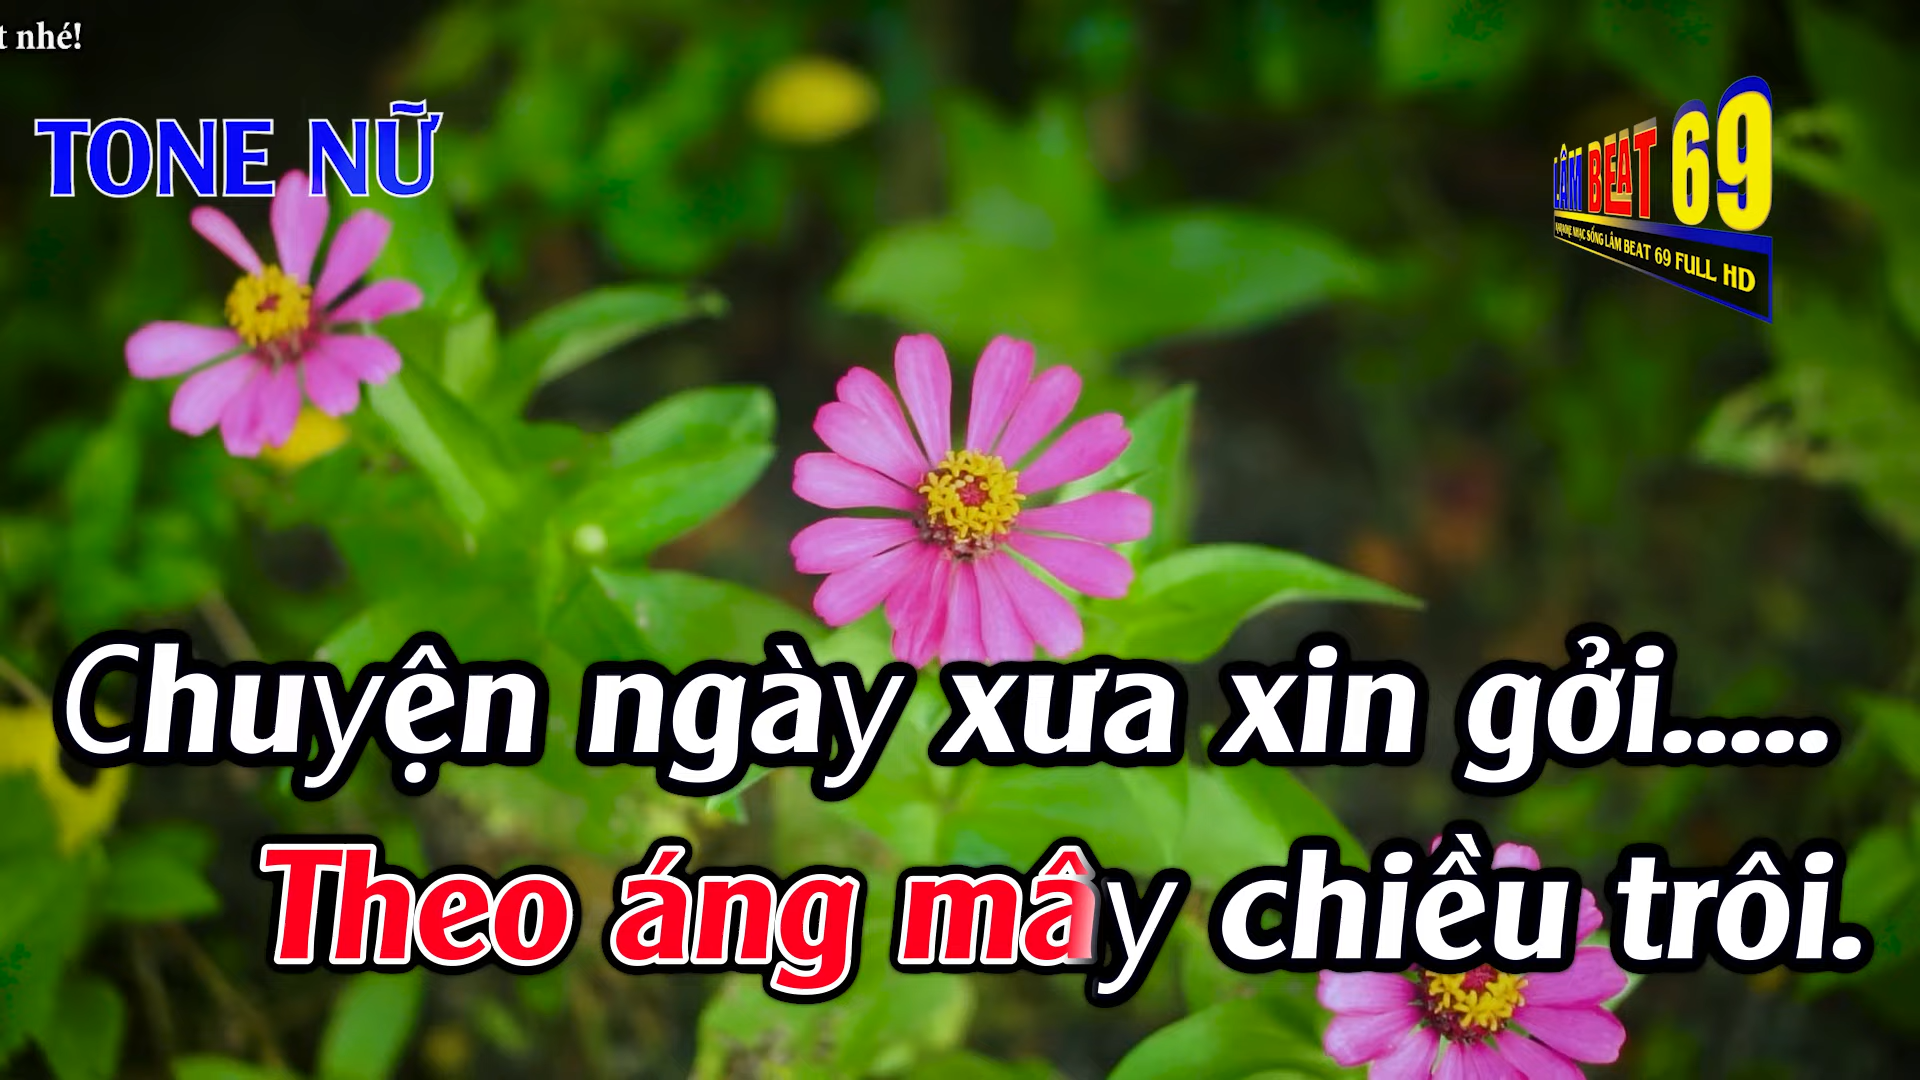 t nhé!
TONE NỮ
LÂM BEAT 69
KARAOKE NHẠC SỐNG LÂM BEAT 69 FULL HD
Chuyện ngày xưa xin gởi.....
Theo áng mây chiều trôi.